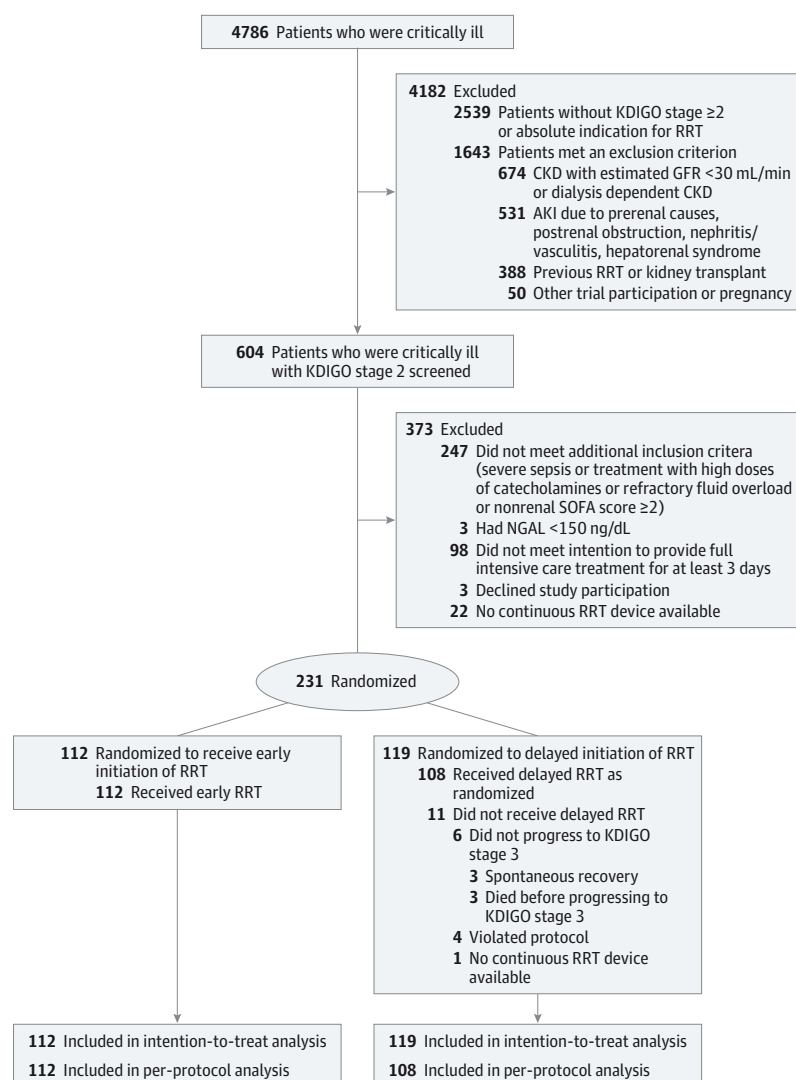 4786 Patients who were critically ill
4182 Excluded
2539 Patients without KDIGO stage ≥2
or absolute indication for RRT
1643 Patients met an exclusion criterion
674 CKD with estimated GFR <30 mL/min
or dialysis dependent CKD
531 AKI due to prerenal causes,
postrenal obstruction, nephritis/
vasculitis, hepatorenal syndrome
388 Previous RRT or kidney transplant
50 Other trial participation or pregnancy
604 Patients who were critically ill
with KDIGO stage 2 screened
373 Excluded
247 Did not meet additional inclusion critera
(severe sepsis or treatment with high doses
of catecholamines or refractory fluid overload
or nonrenal SOFA score ≥2)
3 Had NGAL <150 ng/dL
98 Did not meet intention to provide full
intensive care treatment for at least 3 days
3 Declined study participation
22 No continuous RRT device available
231 Randomized
112 Randomized to receive early
initiation of RRT
112 Received early RRT
119 Randomized to delayed initiation of RRT
108 Received delayed RRT as
randomized
11 Did not receive delayed RRT
6 Did not progress to KDIGO
stage 3
3 Spontaneous recovery
3 Died before progressing to
KDIGO stage 3
4 Violated protocol
1 No continuous RRT device
available
112 Included in intention-to-treat analysis
112 Included in per-protocol analysis
119 Included in intention-to-treat analysis
108 Included in per-protocol analysis